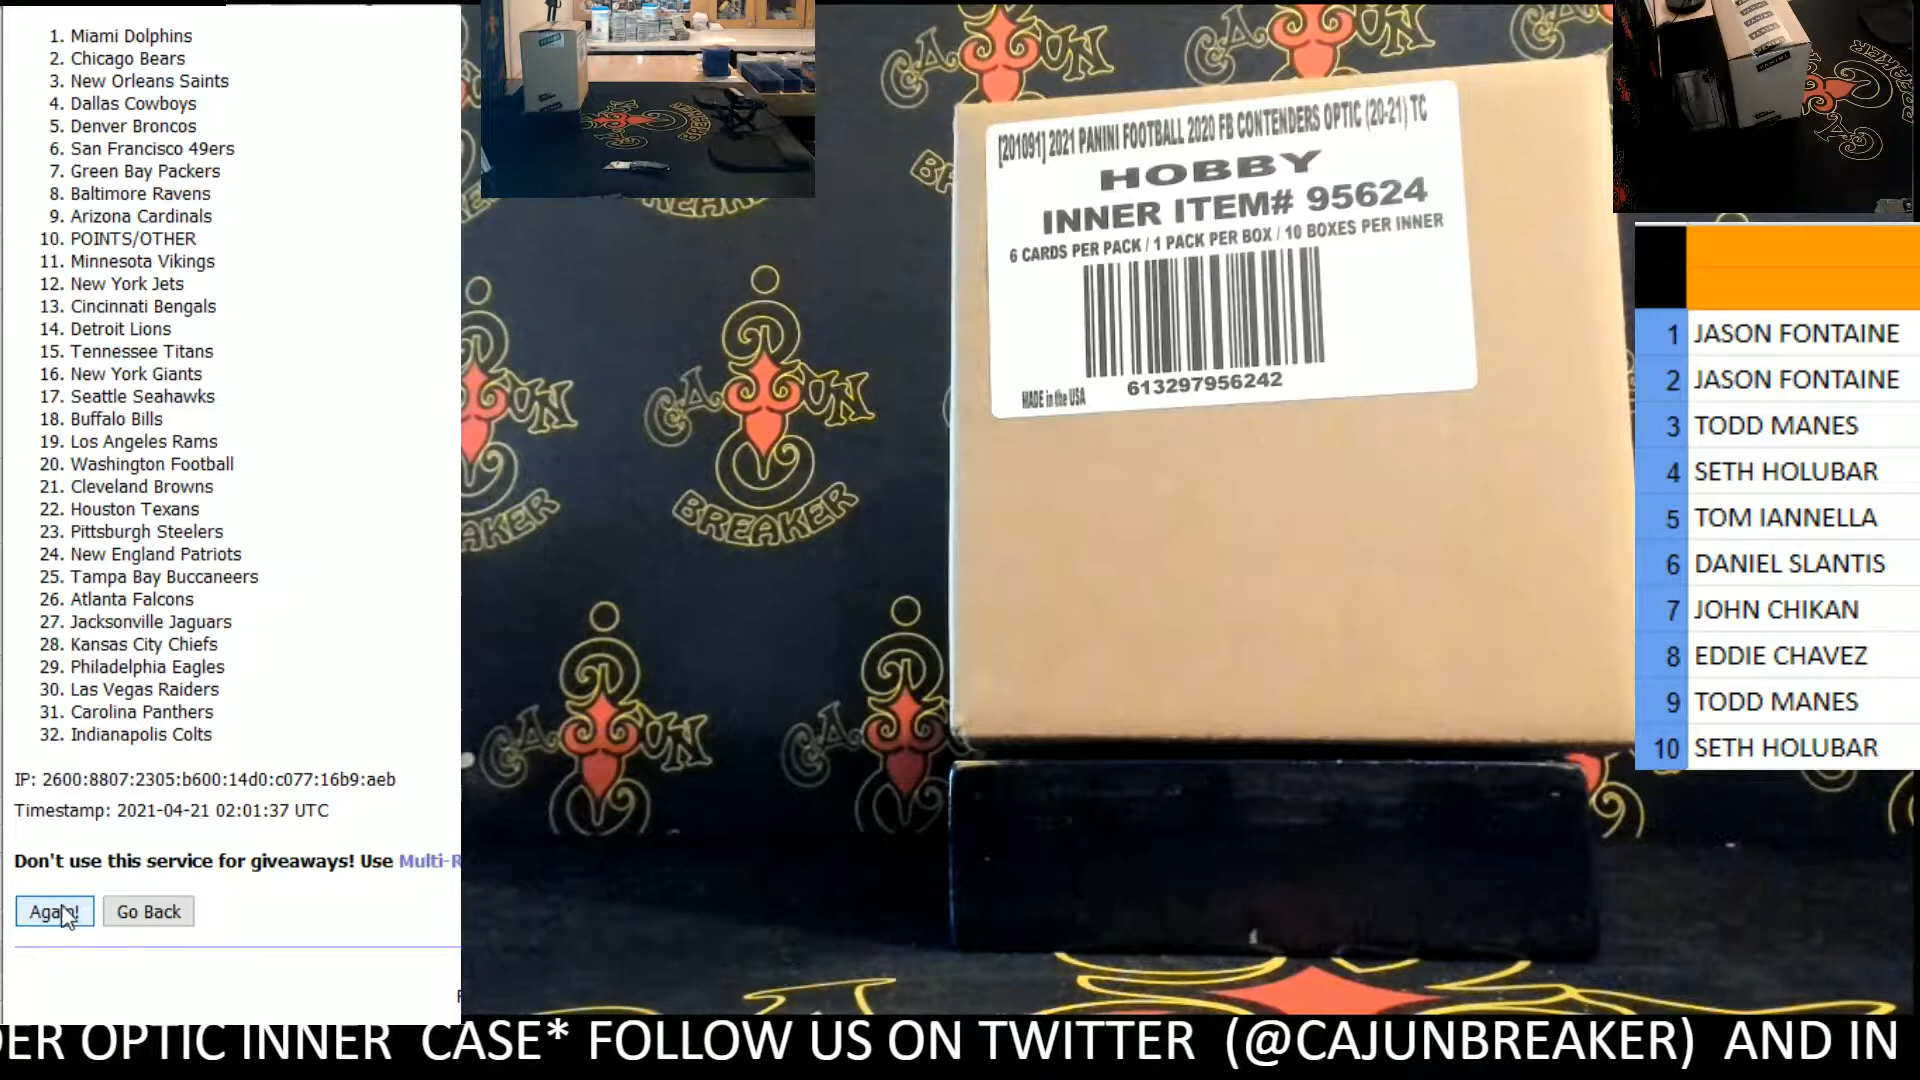 1. Miami Dolphins
2. Chicago Bears
3. New Orleans Saints
4. Dallas Cowboys
5. Denver Broncos
6. San Francisco 49ers
7. Green Bay Packers
8. Baltimore Ravens
9. Arizona Cardinals
10. POINTS/OTHER
11. Minnesota Vikings
12. New York Jets
13. Cincinnati Bengals
14. Detroit Lions
15. Tennessee Titans
16. New York Giants
17. Seattle Seahawks
18. Buffalo Bills
19. Los Angeles Rams
20. Washington Football
21. Cleveland Browns
22. Houston Texans
23. Pittsburgh Steelers
24. New England Patriots
25. Tampa Bay Buccaneers
26. Atlanta Falcons
27. Jacksonville Jaguars
28. Kansas City Chiefs
29. Philadelphia Eagles
30. Las Vegas Raiders
31. Carolina Panthers
32. Indianapolis Colts
IP: 2600:8807:2305:b600:14d0:c077:16b9:aeb
Timestamp: 2021-04-21 02:01:37 UTC
Don't use this service for giveaways! Use Multi-R
Again!
Go Back
[201091] 2021 PANINI FOOTBALL 2020 FB CONTENDERS OPTIC (20-21) TC
HOBBY
INNER ITEM# 95624
6 CARDS PER PACK / 1 PACK PER BOX / 10 BOXES PER INNER
MADE in the USA
613297956242
CAJUN
BREAKER
CAJUN
BREAKER
CAJUN
BREAKER
1 JASON FONTAINE
2 JASON FONTAINE
3 TODD MANES
4 SETH HOLUBAR
5 TOM IANNELLA
6 DANIEL SLANTIS
7 JOHN CHIKAN
8 EDDIE CHAVEZ
9 TODD MANES
10 SETH HOLUBAR
DER OPTIC INNER CASE* FOLLOW US ON TWITTER (@CAJUNBREAKER) AND IN